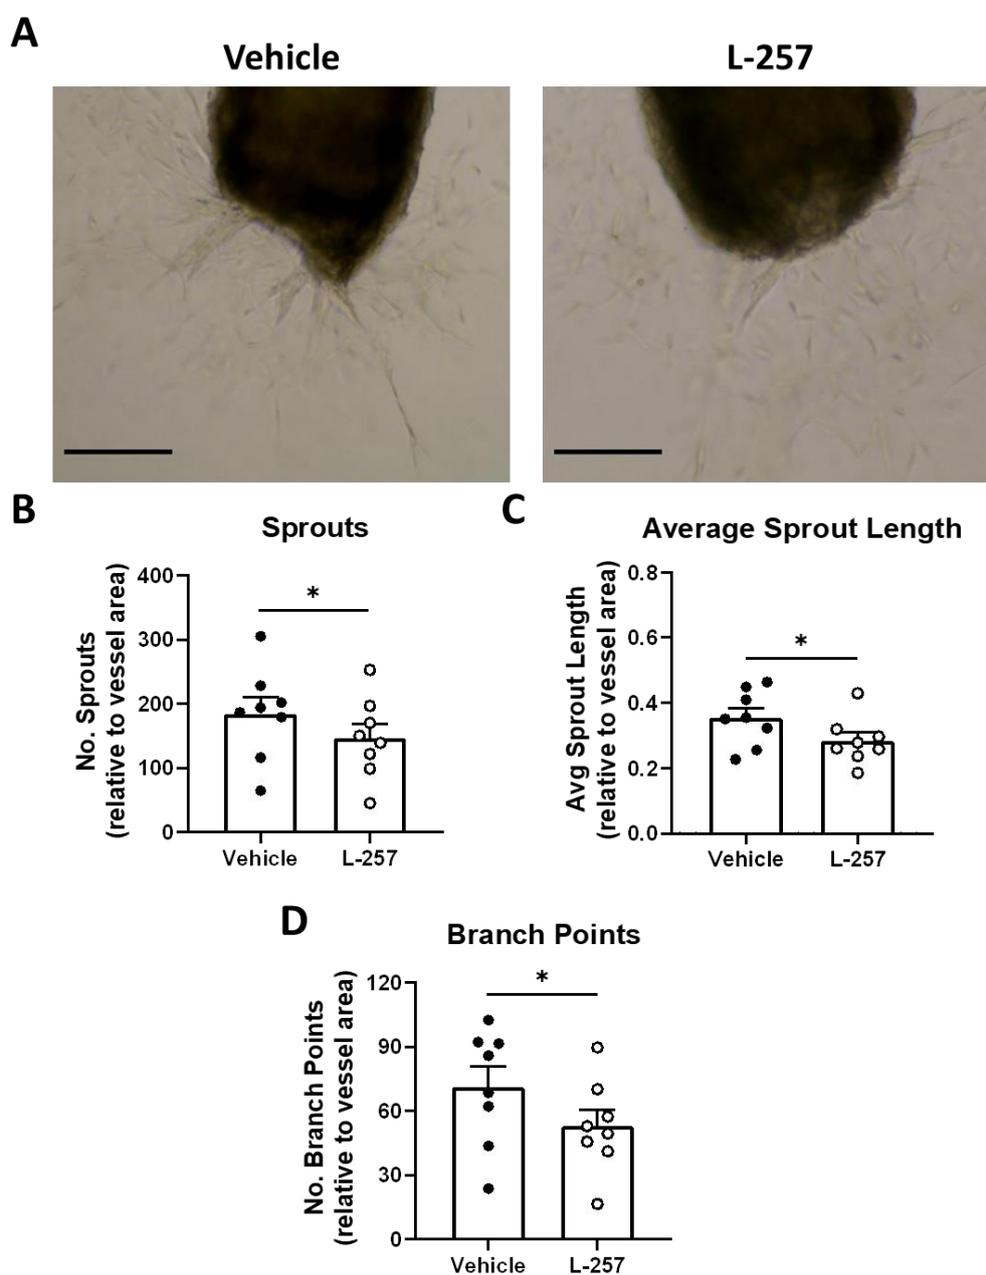 A
Vehicle
L-257
B
Sprouts
No. Sprouts
(relative to vessel area)
400
300
200
100
0
*
Vehicle
L-257
C
Average Sprout Length
Avg Sprout Length
(relative to vessel area)
0.8
0.6
0.4
0.2
0.0
*
Vehicle
L-257
D
Branch Points
No. Branch Points
(relative to vessel area)
120
90
60
30
0
*
Vehicle
L-257